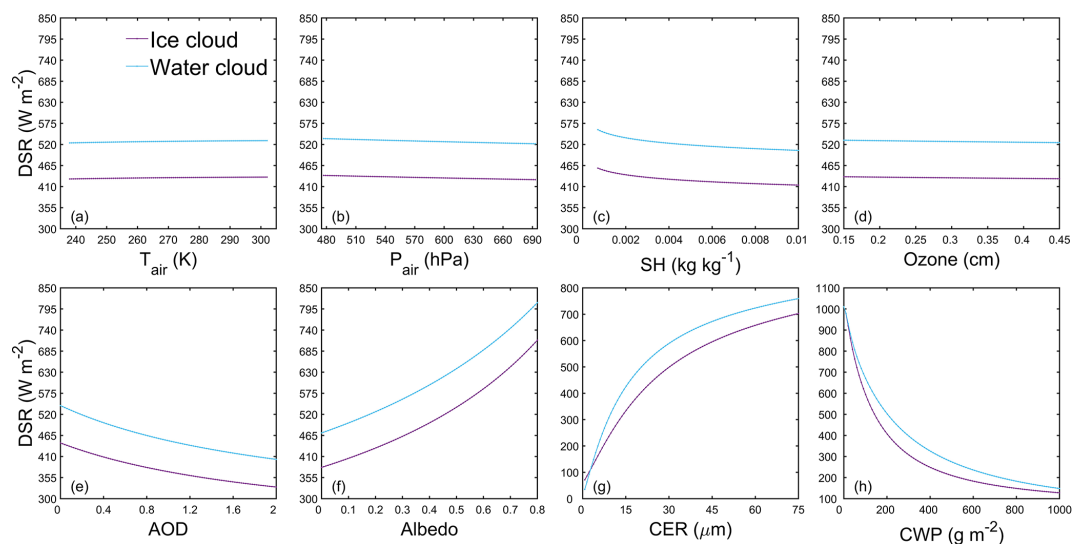 850 795 740 685 630 575 520 465 410 355 300
DSR (W m-2)
Ice cloud
Water cloud
(a)
240 250 260 270 280 290 300
Tair (K)
850 795 740 685 630 575 520 465 410 355 300
(b)
480 510 540 570 600 630 660 690
Pair (hPa)
850 795 740 685 630 575 520 465 410 355 300
(c)
0 0.002 0.004 0.006 0.008 0.01
SH (kg kg-1)
850 795 740 685 630 575 520 465 410 355 300
(d)
0.15 0.2 0.25 0.3 0.35 0.4 0.45
Ozone (cm)
850 795 740 685 630 575 520 465 410 355 300
DSR (W m-2)
(e)
0 0.4 0.8 1.2 1.6 2
AOD
850 795 740 685 630 575 520 465 410 355 300
(f)
0 0.1 0.2 0.3 0.4 0.5 0.6 0.7 0.8
Albedo
800 700 600 500 400 300 200 100 0
(g)
0 15 30 45 60 75
CER (μm)
1100 1000 900 800 700 600 500 400 300 200 100
(h)
0 200 400 600 800 1000
CWP (g m-2)